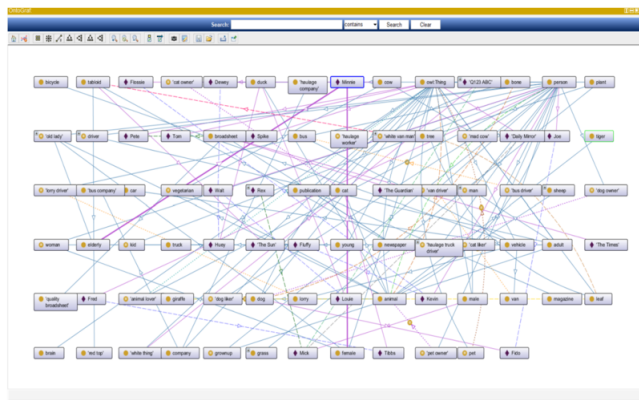 OntoGraf
Search: contains Search Clear
bicycle tabloid Flossie 'cat owner' Dewey duck 'haulage company' Minnie cow owl:Thing 'Q123 ABC' bone person plant
'old lady' driver Pete Tom broadsheet Spike bus 'haulage worker' 'white van man' tree 'mad cow' 'Daily Mirror' Joe tiger
'lorry driver' 'bus company' car vegetarian Walt Rex publication cat 'The Guardian' 'van driver' man 'bus driver' sheep 'dog owner'
woman elderly kid truck Huey 'The Sun' Fluffy young newspaper 'haulage truck driver' 'cat liker' vehicle adult 'The Times'
'quality broadsheet' Fred 'animal lover' giraffe 'dog liker' dog lorry Louie animal Kevin male van magazine leaf
brain 'red top' 'white thing' company grownup grass Mick female Tibbs 'pet owner' pet Fido